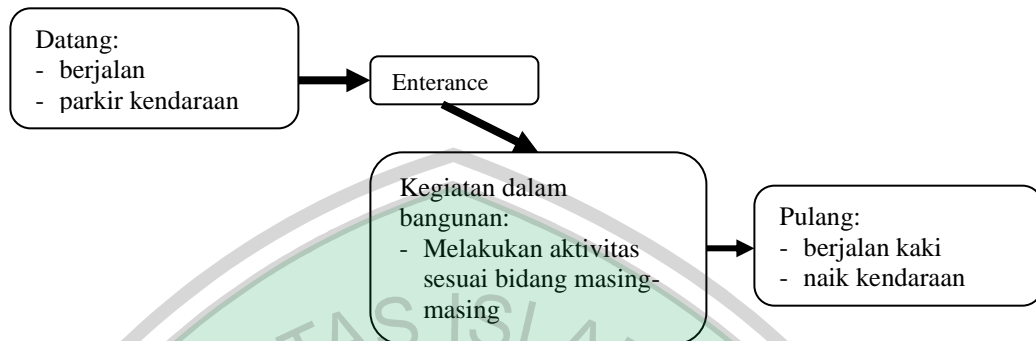 Datang:
- berjalan
- parkir kendaraan
Enterance
Kegiatan dalam
bangunan:
- Melakukan aktivitas
sesuai bidang masing-
masing
Pulang:
- berjalan kaki
- naik kendaraan